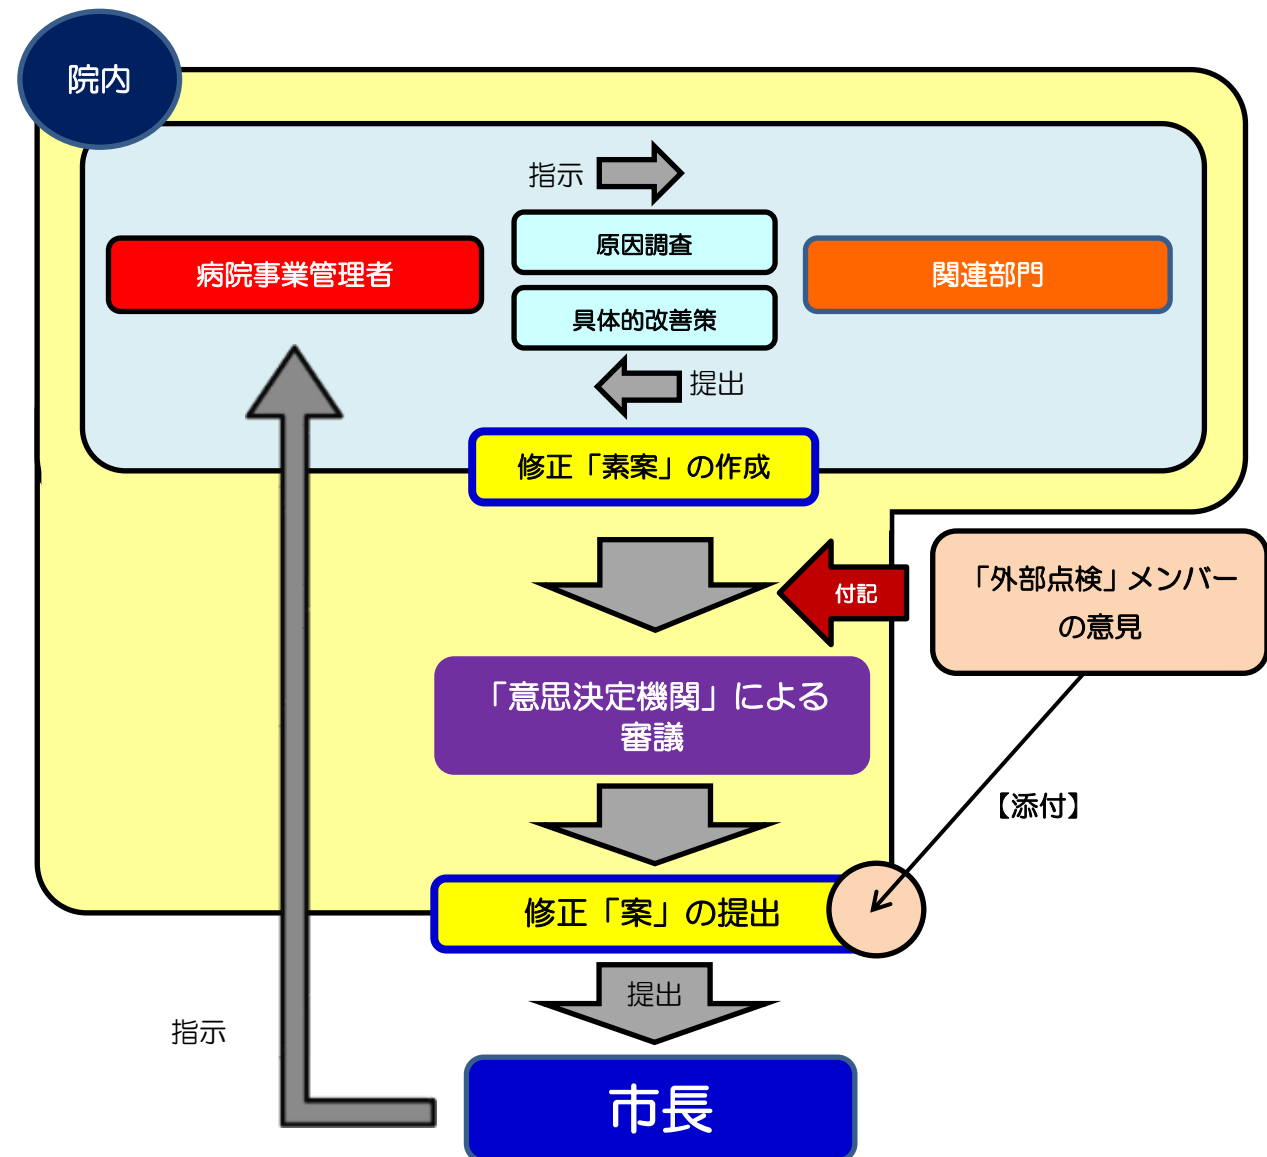 院内
指示
原因調査
病院事業管理者
関連部門
具体的改善策
提出
修正「素案」の作成
「外部点検」メンバー
の意見
付記
「意思決定機関」による
審議
【添付】
修正「案」の提出
提出
指示
市長